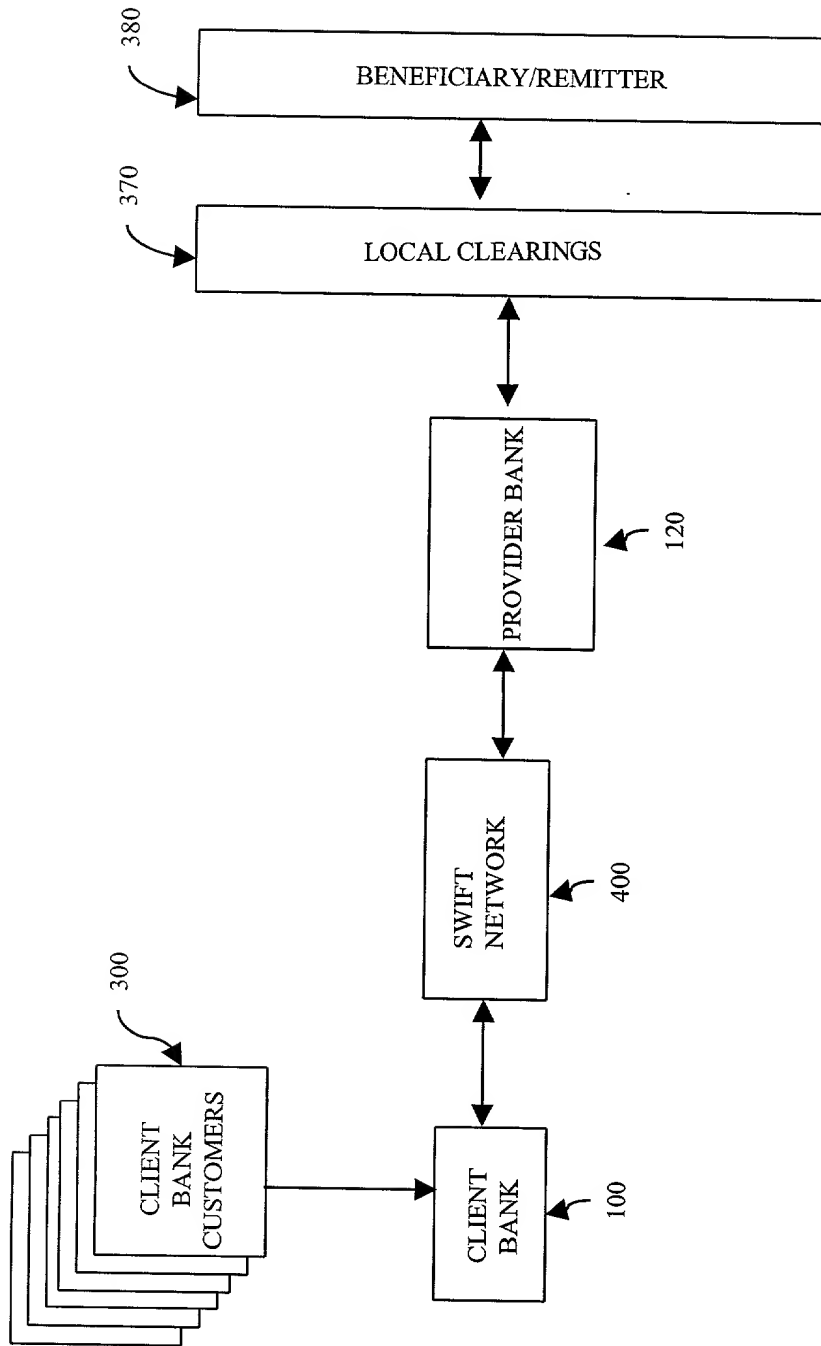 300
CLIENT
BANK
CUSTOMERS
CLIENT
BANK
100
SWIFT
NETWORK
400
PROVIDER BANK
120
370
LOCAL CLEARINGS
380
BENEFICIARY/REMITTER